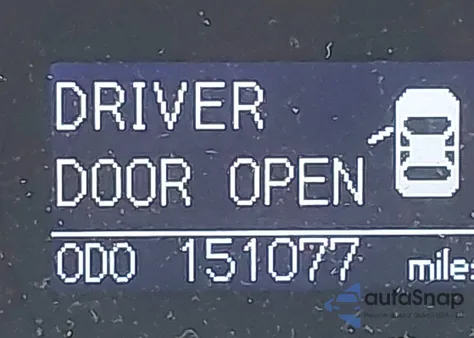 DRIVER
DOOR OPEN
ODO 151077 miles
autoSnap